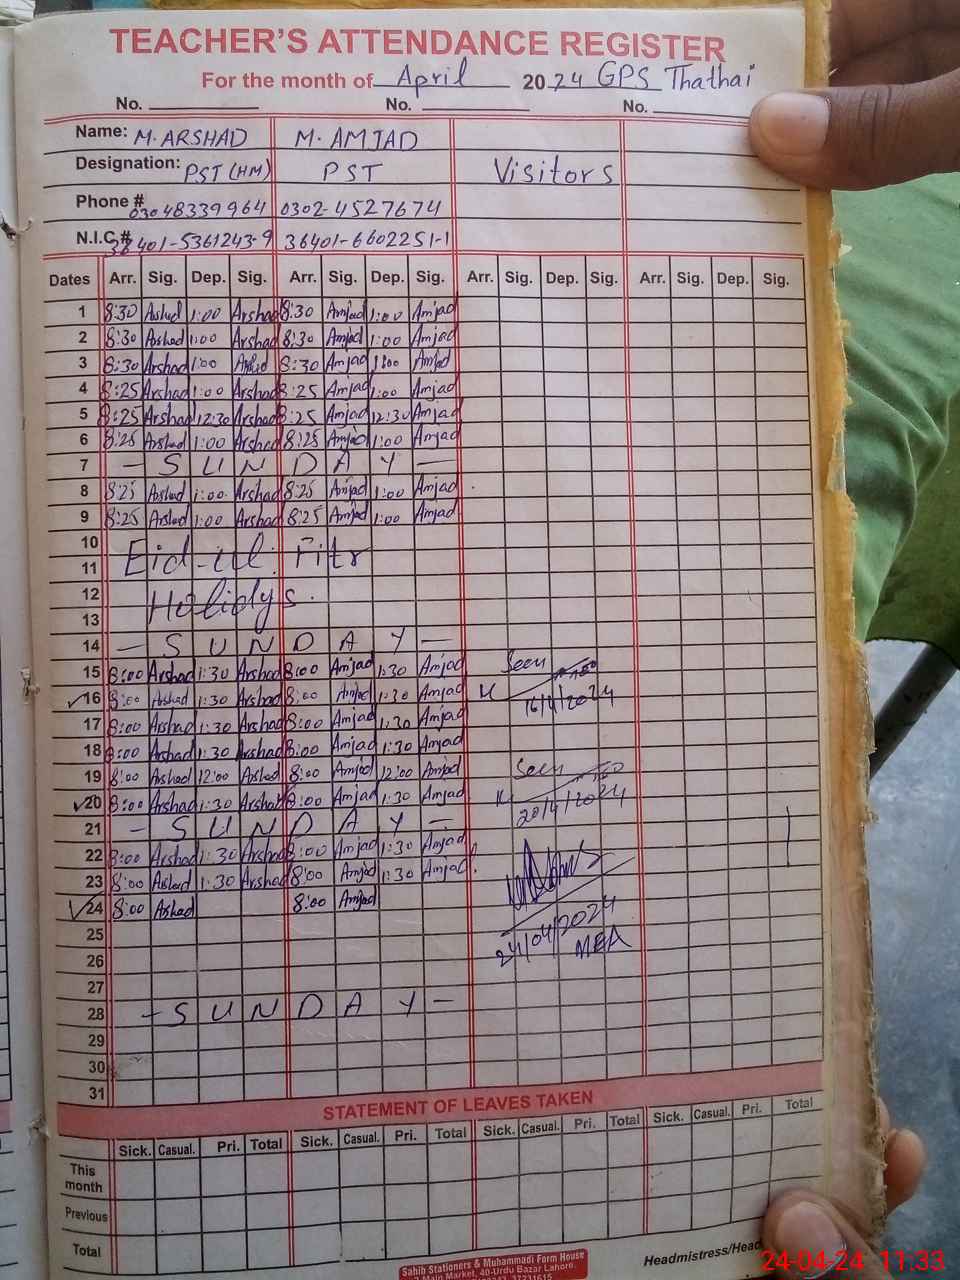 TEACHER'S ATTENDANCE REGISTER
For the month of April 2024 GPS Thathai
No. No. No.
Name: M. ARSHAD M. AMJAD
Designation: PST (HM) PST Visitors
Phone # 03048339964 0302-4527674
N.I.C.# 36401-5361243-9 36401-6602251-1
Dates Arr. Sig. Dep. Sig. Arr. Sig. Dep. Sig. Arr. Sig. Dep. Sig. Arr. Sig. Dep. Sig.
1 8:30 Arshad 1:00 Arshad 8:30 Amjad 1:00 Amjad
2 8:30 Arshad 1:00 Arshad 8:30 Amjad 1:00 Amjad
3 8:30 Arshad 1:00 Arshad 8:30 Amjad 1:00 Amjad
4 8:25 Arshad 1:00 Arshad 8:25 Amjad 1:00 Amjad
5 8:25 Arshad 12:30 Arshad 8:25 Amjad 12:30 Amjad
6 8:25 Arshad 1:00 Arshad 8:25 Amjad 1:00 Amjad
7 - S U N D A Y -
8 8:25 Arshad 1:00 Arshad 8:25 Amjad 1:00 Amjad
9 8:25 Arshad 1:00 Arshad 8:25 Amjad 1:00 Amjad
10
11 Eid-ul-Fitr
12
13 Holidys.
14 - S U N D A Y -
15 8:00 Arshad 1:30 Arshad 8:00 Amjad 1:30 Amjad Seen
16 8:00 Arshad 1:30 Arshad 8:00 Amjad 1:30 Amjad 16/4/2024
17 8:00 Arshad 1:30 Arshad 8:00 Amjad 1:30 Amjad
18 8:00 Arshad 1:30 Arshad 8:00 Amjad 1:30 Amjad
19 8:00 Arshad 12:00 Arshad 8:00 Amjad 12:00 Amjad Seen
20 8:00 Arshad 1:30 Arshad 8:00 Amjad 1:30 Amjad 20/4/2024
21 - S U N D A Y -
22 8:00 Arshad 1:30 Arshad 8:00 Amjad 1:30 Amjad
23 8:00 Arshad 1:30 Arshad 8:00 Amjad 1:30 Amjad
24 8:00 Arshad 8:00 Amjad
25 24/04/2024
26 MEA
27
28 - S U N D A Y -
29
30
31
STATEMENT OF LEAVES TAKEN
Sick. Casual. Pri. Total Sick. Casual. Pri. Total Sick. Casual. Pri. Total Sick. Casual. Pri. Total
This month
Previous
Total
Sahib Stationers & Muhammadi Form House
Main Market, 40-Urdu Bazar Lahore.
37231615
Headmistress/Head
24-04-24 11:33